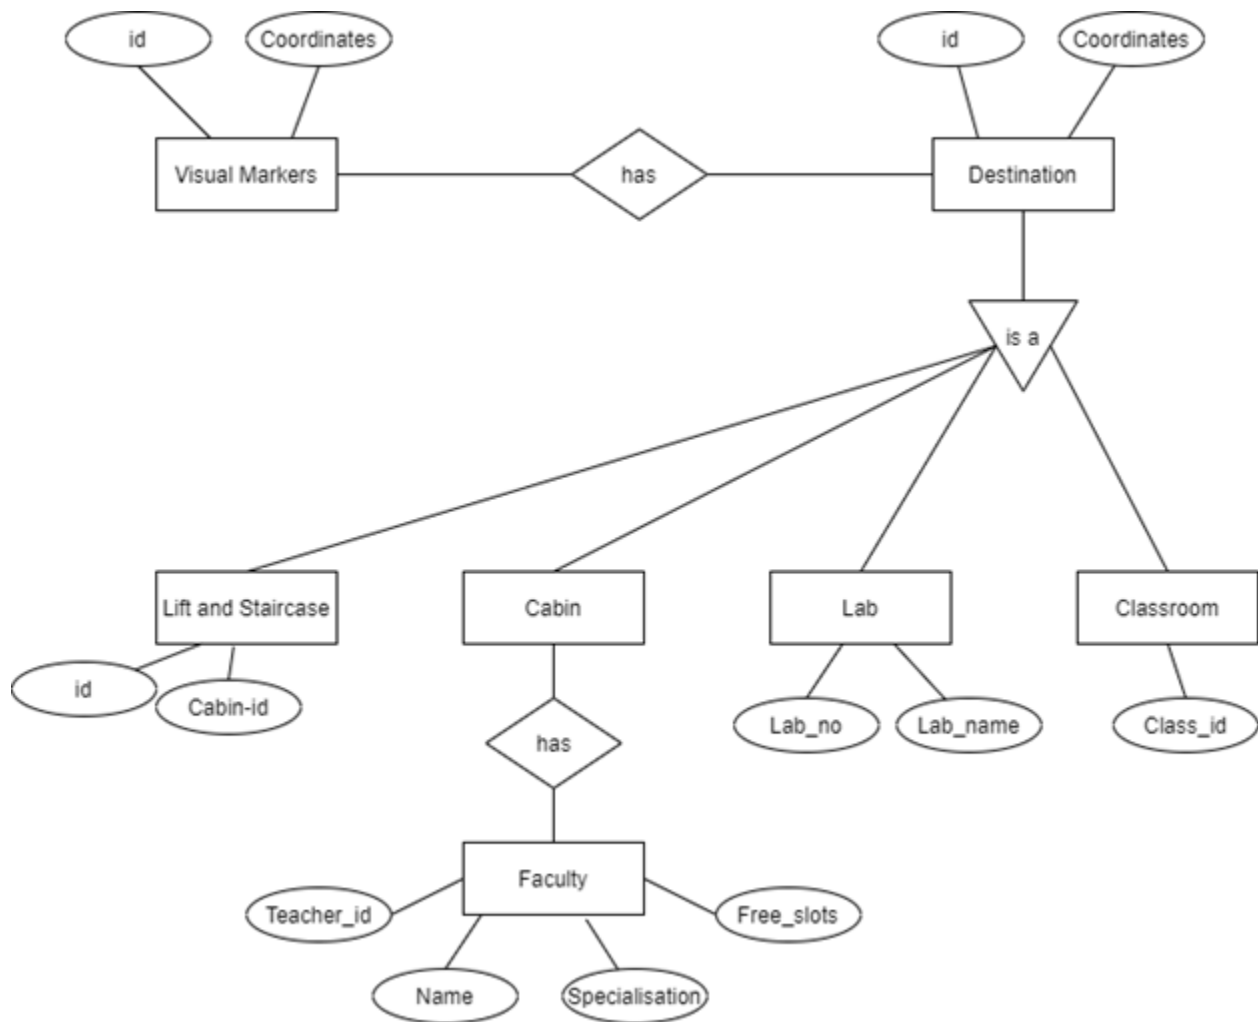 id
Coordinates
id
Coordinates
Visual Markers
has
Destination
is a
Lift and Staircase
Cabin
Lab
Classroom
id
Cabin-id
Lab_no
Lab_name
Class_id
has
Faculty
Teacher_id
Free_slots
Name
Specialisation